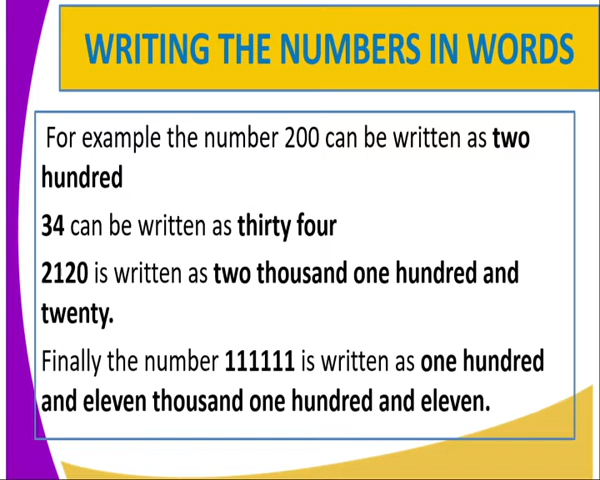 WRITING THE NUMBERS IN WORDS
For example the number 200 can be written as two
hundred
34 can be written as thirty four
2120 is written as two thousand one hundred and
twenty.
Finally the number 111111 is written as one hundred
and eleven thousand one hundred and eleven.